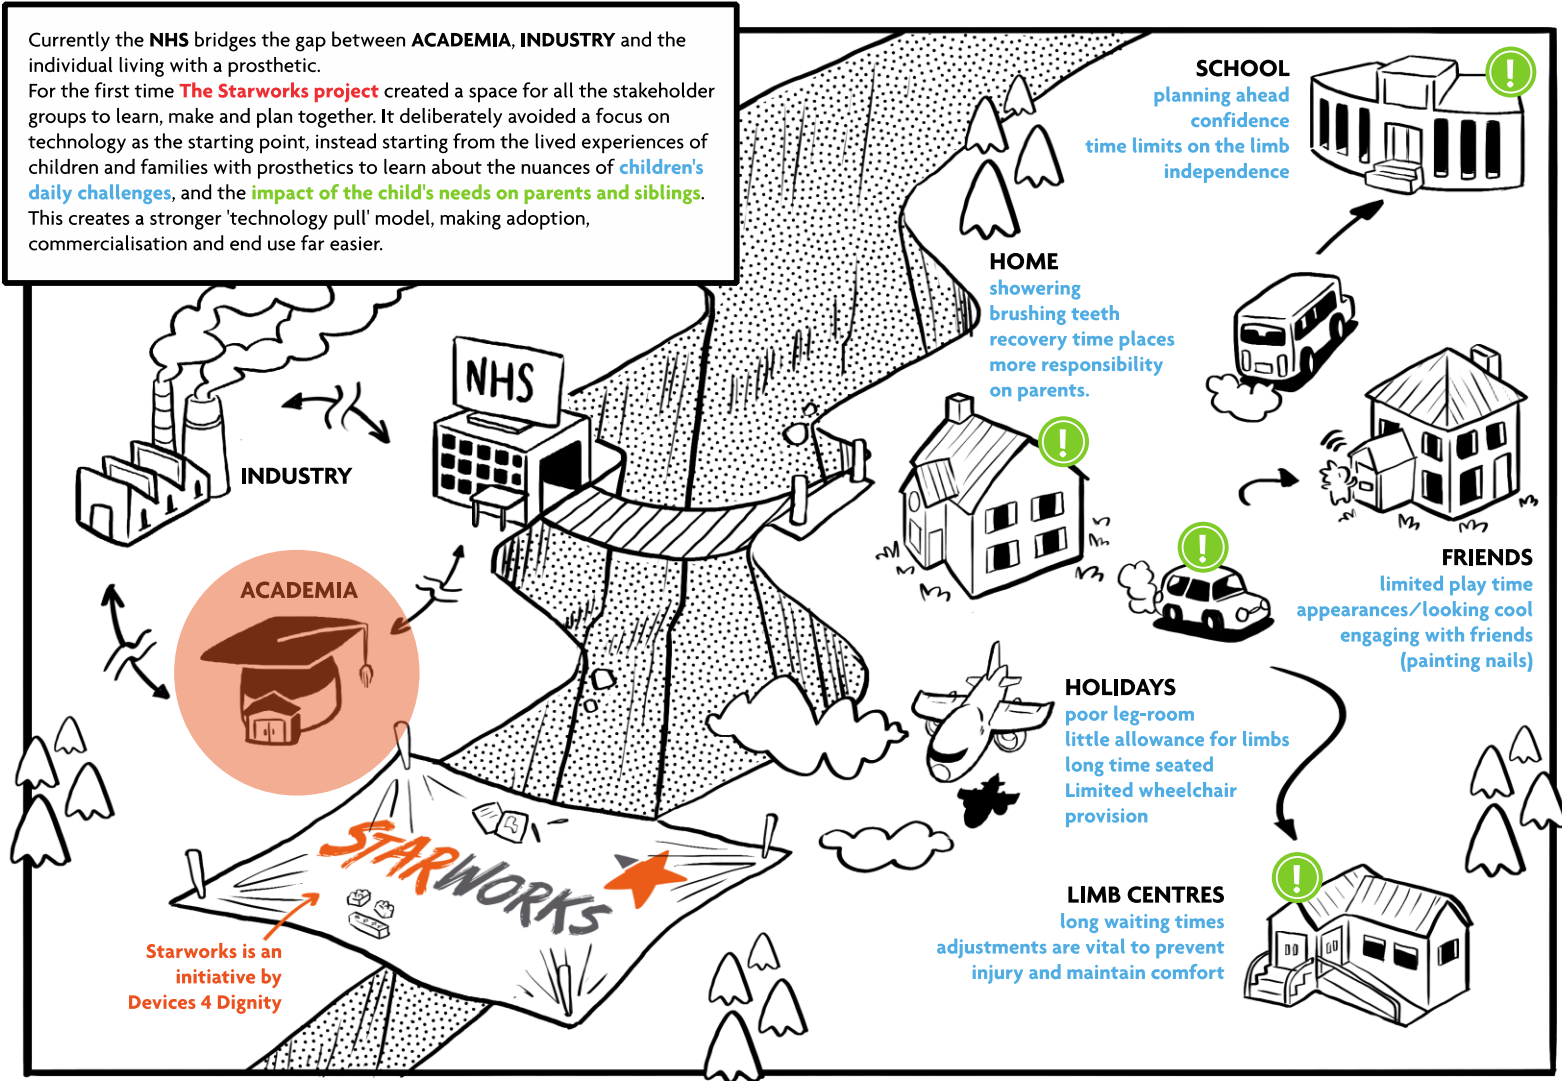 Currently the NHS bridges the gap between ACADEMIA, INDUSTRY and the
individual living with a prosthetic.
For the first time The Starworks project created a space for all the stakeholder
groups to learn, make and plan together. It deliberately avoided a focus on
technology as the starting point, instead starting from the lived experiences of
children and families with prosthetics to learn about the nuances of children's
daily challenges, and the impact of the child's needs on parents and siblings.
This creates a stronger 'technology pull' model, making adoption,
commercialisation and end use far easier.
SCHOOL
planning ahead
confidence
time limits on the limb
independence
!
HOME
showering
brushing teeth
recovery time places
more responsibility
on parents.
!
NHS
INDUSTRY
ACADEMIA
!
FRIENDS
limited play time
appearances/looking cool
engaging with friends
(painting nails)
HOLIDAYS
poor leg-room
little allowance for limbs
long time seated
Limited wheelchair
provision
STARWORKS
Starworks is an
initiative by
Devices 4 Dignity
!
LIMB CENTRES
long waiting times
adjustments are vital to prevent
injury and maintain comfort